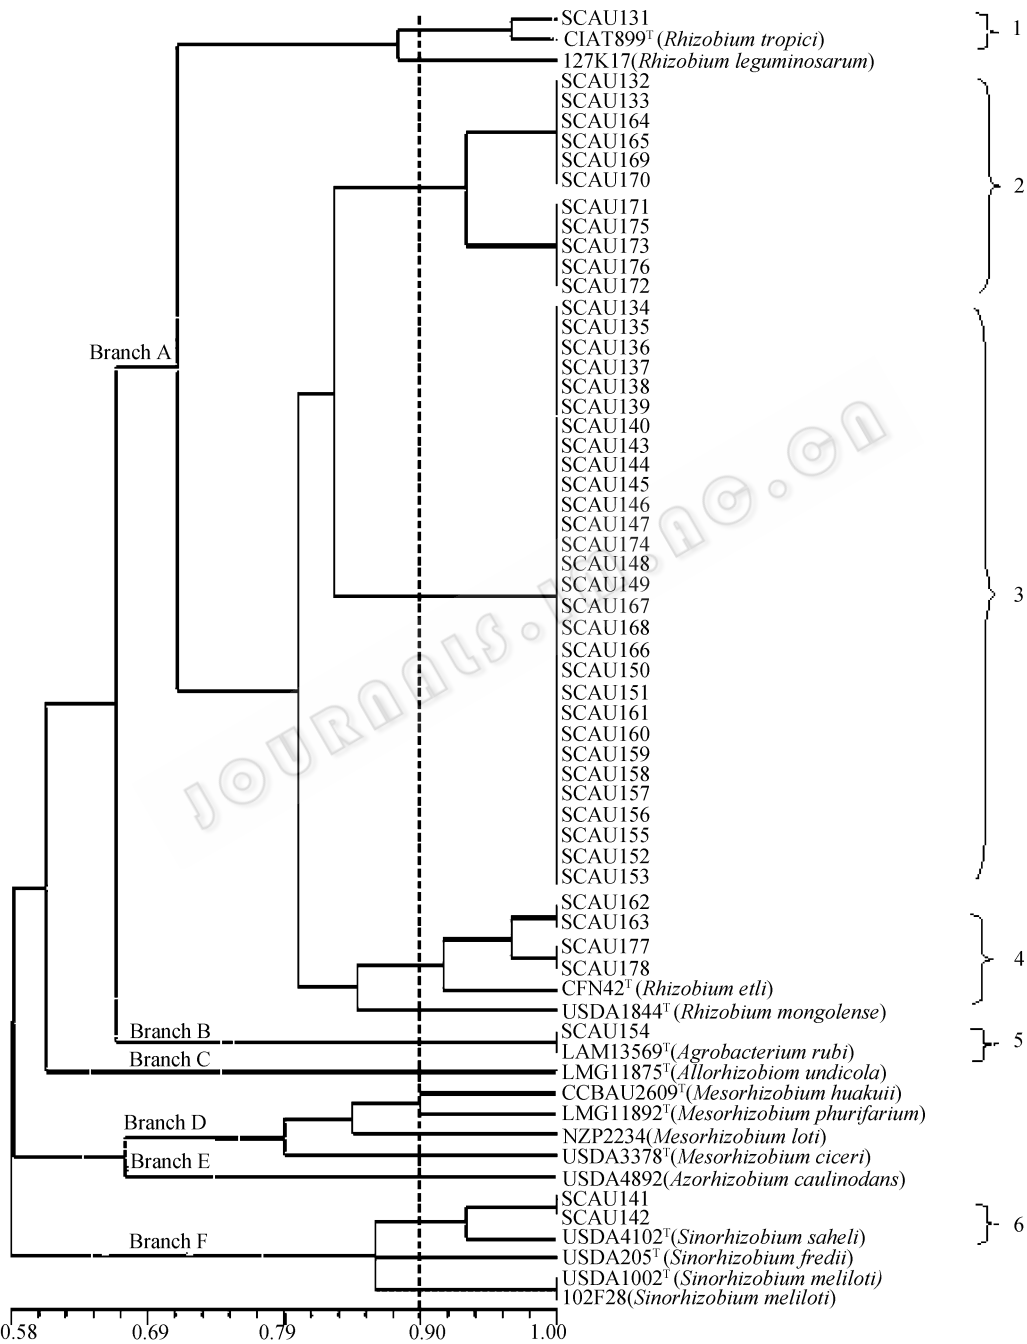 SCAU131
1
CIAT899ᵀ (Rhizobium tropici)
127K17(Rhizobium leguminosarum)
SCAU132
SCAU133
SCAU164
SCAU165
SCAU169
SCAU170
2
SCAU171
SCAU175
SCAU173
SCAU176
SCAU172
SCAU134
SCAU135
SCAU136
Branch A
SCAU137
SCAU138
SCAU139
SCAU140
SCAU143
SCAU144
SCAU145
SCAU146
SCAU147
SCAU174
SCAU148
SCAU149
3
SCAU167
SCAU168
SCAU166
SCAU150
SCAU151
SCAU161
SCAU160
SCAU159
SCAU158
SCAU157
SCAU156
SCAU155
SCAU152
SCAU153
JOURNALS.IM.AC.CN
SCAU162
SCAU163
SCAU177
4
SCAU178
CFN42ᵀ (Rhizobium etli)
USDA1844ᵀ (Rhizobium mongolense)
Branch B
SCAU154
5
LAM13569ᵀ(Agrobacterium rubi)
Branch C
LMG11875ᵀ(Allorhizobiom undicola)
CCBAU2609ᵀ(Mesorhizobium huakuii)
LMG11892ᵀ(Mesorhizobium phurifarium)
Branch D
NZP2234(Mesorhizobium loti)
USDA3378ᵀ(Mesorhizobium ciceri)
Branch E
USDA4892(Azorhizobium caulinodans)
SCAU141
SCAU142
6
USDA4102ᵀ(Sinorhizobium saheli)
Branch F
USDA205ᵀ(Sinorhizobium fredii)
USDA1002ᵀ(Sinorhizobium meliloti)
102F28(Sinorhizobium meliloti)
0.58 0.69 0.79 0.90 1.00